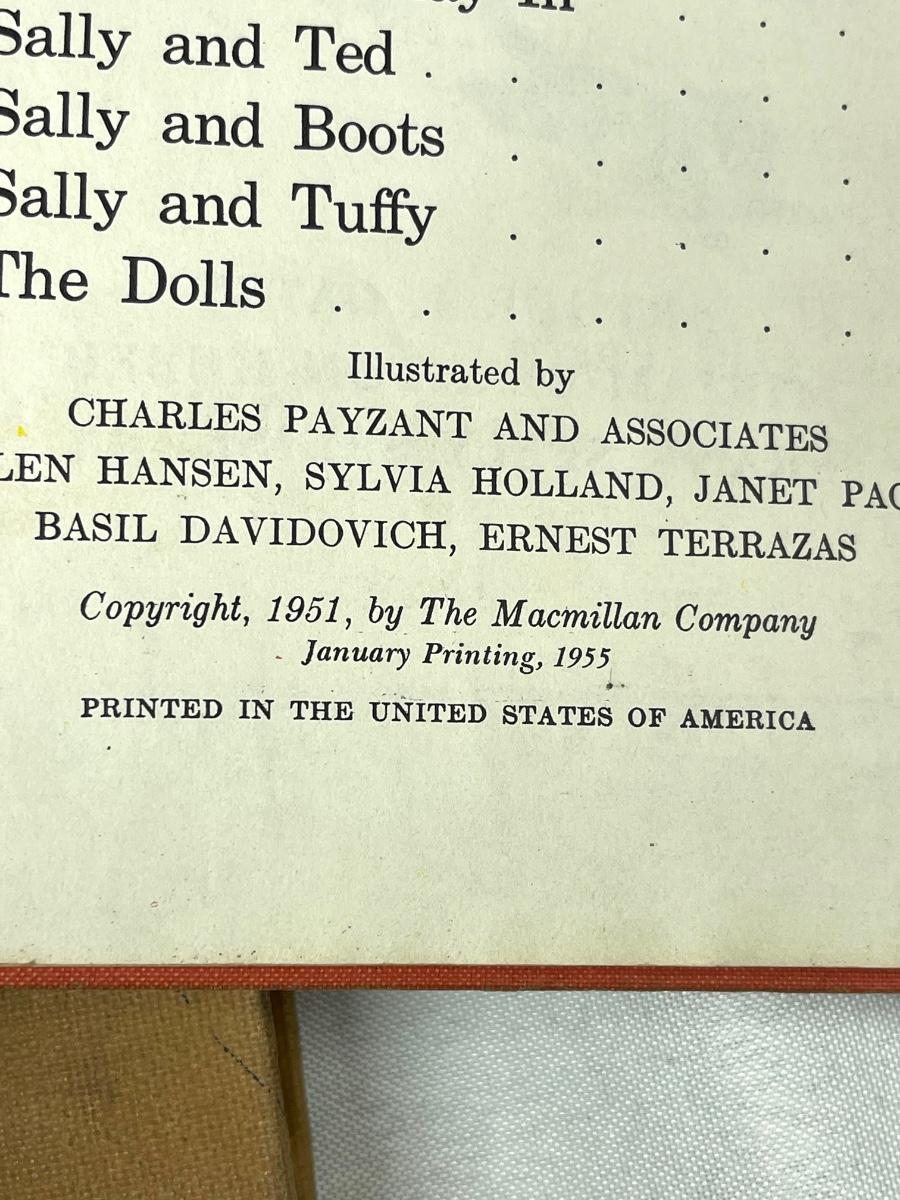 Sally and Ted . . . . . .
Sally and Boots . . . . .
Sally and Tuffy . . . . .
The Dolls . . . . . . .
Illustrated by
CHARLES PAYZANT AND ASSOCIATES
LEN HANSEN, SYLVIA HOLLAND, JANET PAG
BASIL DAVIDOVICH, ERNEST TERRAZAS
Copyright, 1951, by The Macmillan Company
January Printing, 1955
PRINTED IN THE UNITED STATES OF AMERICA